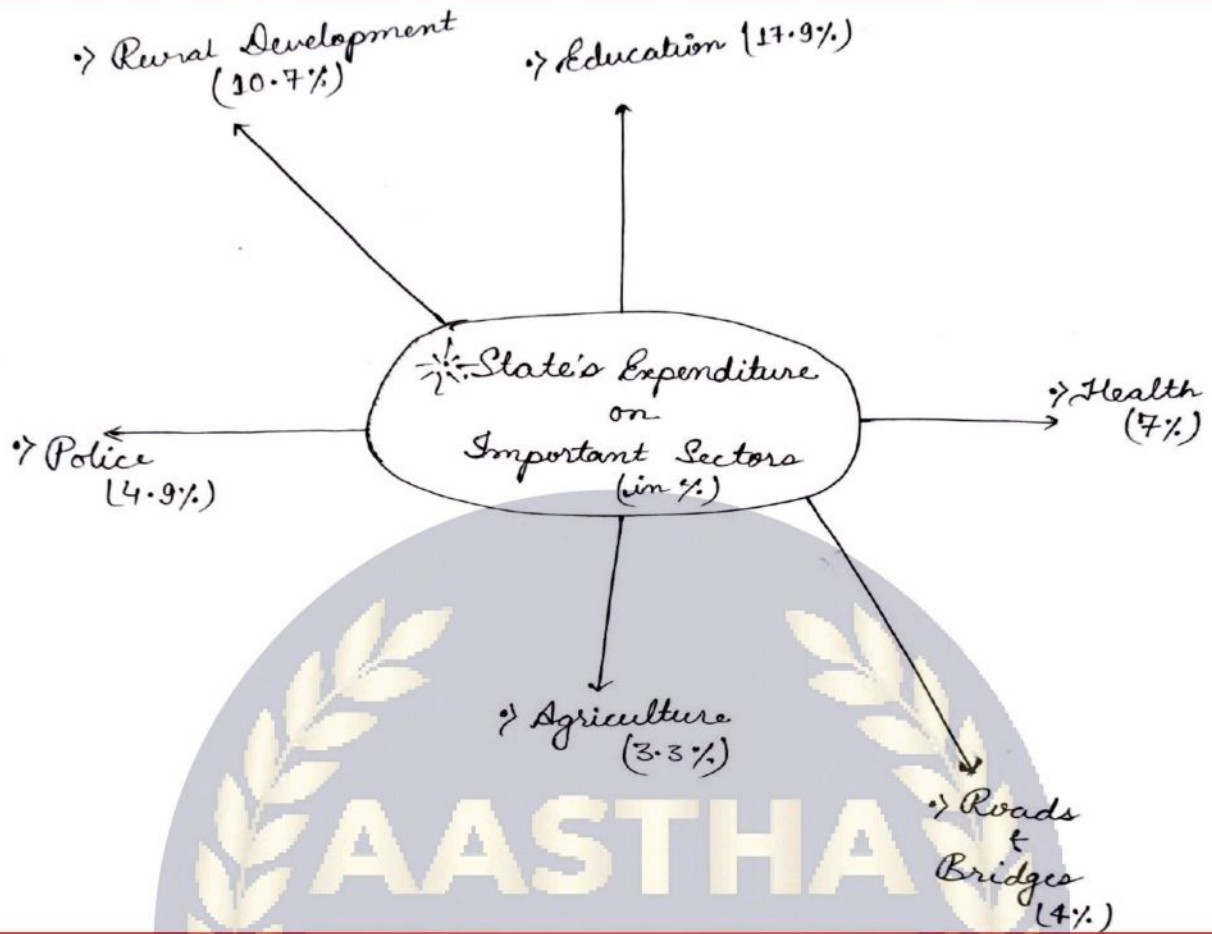 •> Rural Development
(10.7%)
•> Education (17.9%)
State's Expenditure
on
Important Sectors
(in %)
•> Health
(7%)
•> Police
(4.9%)
•> Agriculture
(3.3%)
•> Roads
&
Bridges
(4%)
AASTHA